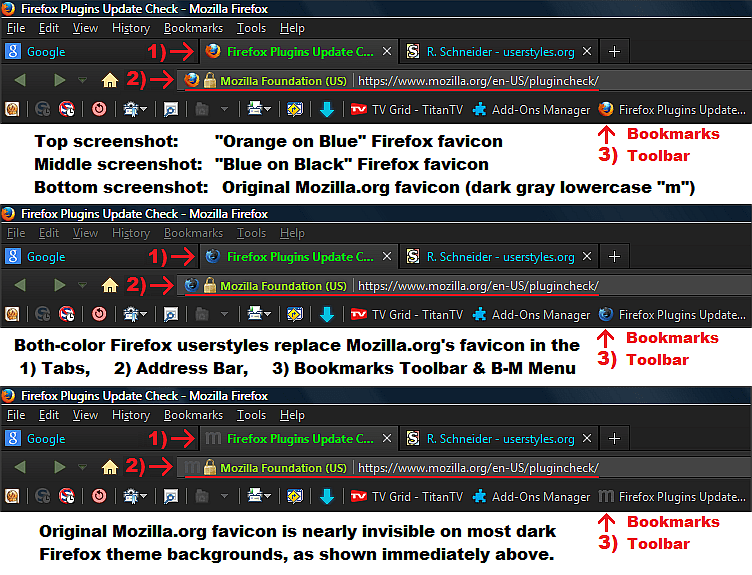 Firefox Plugins Update Check - Mozilla Firefox
File Edit View History Bookmarks Tools Help
8 Google 1) Firefox Plugins Update C... × S R. Schneider - userstyles.org × +
2) Mozilla Foundation (US) https://www.mozilla.org/en-US/plugincheck/
TV Grid - TitanTV Add-Ons Manager Firefox Plugins Update...
Top screenshot: "Orange on Blue" Firefox favicon
Middle screenshot: "Blue on Black" Firefox favicon
Bottom screenshot: Original Mozilla.org favicon (dark gray lowercase "m")
Bookmarks
3) Toolbar
Firefox Plugins Update Check - Mozilla Firefox
File Edit View History Bookmarks Tools Help
8 Google 1) Firefox Plugins Update C... × S R. Schneider - userstyles.org × +
2) Mozilla Foundation (US) https://www.mozilla.org/en-US/plugincheck/
TV Grid - TitanTV Add-Ons Manager Firefox Plugins Update...
Both-color Firefox userstyles replace Mozilla.org's favicon in the
1) Tabs, 2) Address Bar, 3) Bookmarks Toolbar & B-M Menu
Bookmarks
3) Toolbar
Firefox Plugins Update Check - Mozilla Firefox
File Edit View History Bookmarks Tools Help
8 Google 1) m Firefox Plugins Update C... × S R. Schneider - userstyles.org × +
2) m Mozilla Foundation (US) https://www.mozilla.org/en-US/plugincheck/
TV Grid - TitanTV Add-Ons Manager m Firefox Plugins Update...
Original Mozilla.org favicon is nearly invisible on most dark
Firefox theme backgrounds, as shown immediately above.
Bookmarks
3) Toolbar